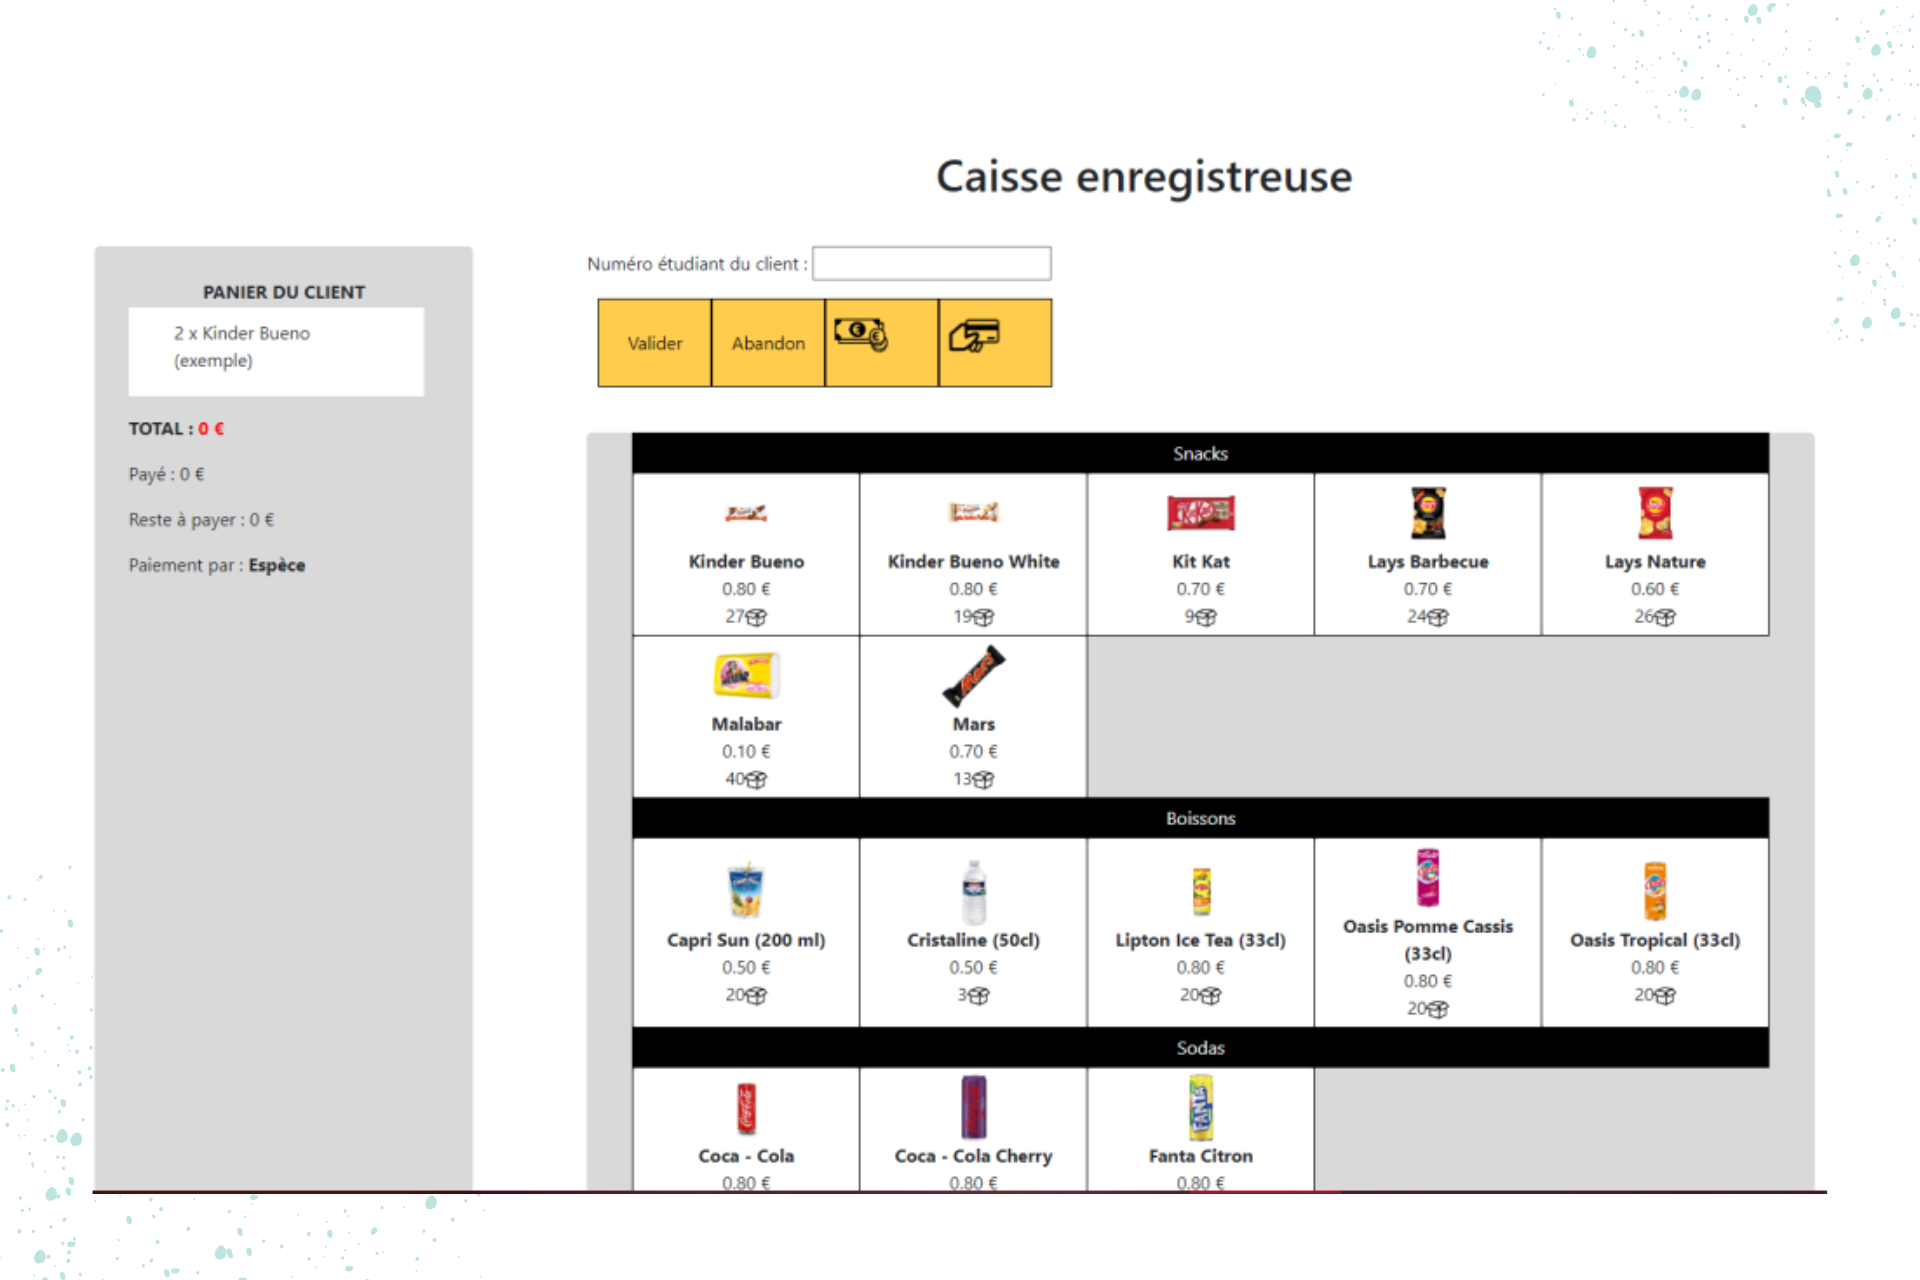 Caisse enregistreuse
PANIER DU CLIENT
2 x Kinder Bueno
(exemple)
TOTAL : 0 €
Payé : 0 €
Reste à payer : 0 €
Paiement par : Espèce
Numéro étudiant du client :
Valider
Abandon
Snacks
Kinder Bueno
0.80 €
27
Kinder Bueno White
0.80 €
19
Kit Kat
0.70 €
9
Lays Barbecue
0.70 €
24
Lays Nature
0.60 €
26
Malabar
0.10 €
40
Mars
0.70 €
13
Boissons
Capri Sun (200 ml)
0.50 €
20
Cristaline (50cl)
0.50 €
3
Lipton Ice Tea (33cl)
0.80 €
20
Oasis Pomme Cassis
(33cl)
0.80 €
20
Oasis Tropical (33cl)
0.80 €
20
Sodas
Coca - Cola
0.80 €
Coca - Cola Cherry
0.80 €
FANTA
Fanta Citron
0.80 €